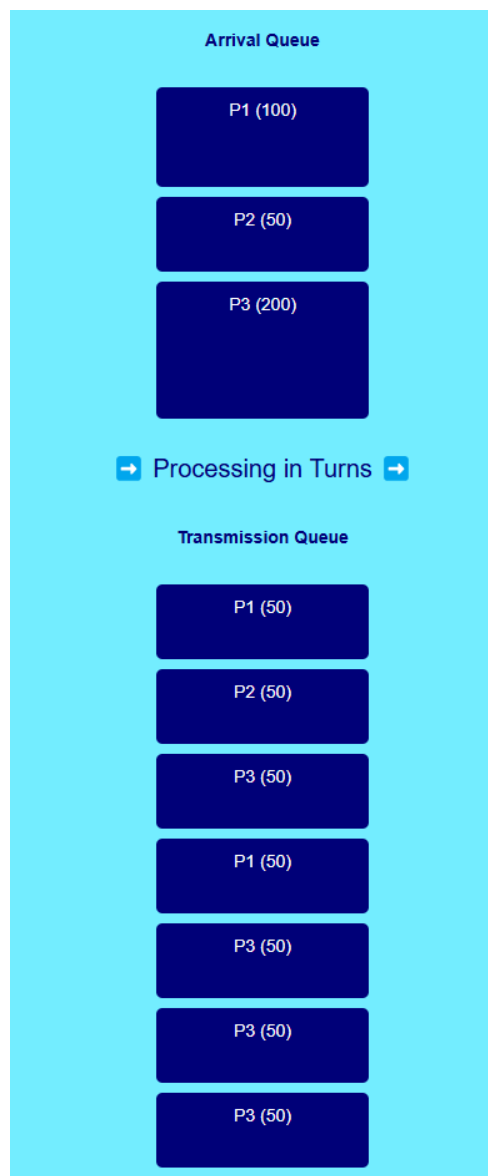 Arrival Queue
P1 (100)
P2 (50)
P3 (200)
➡️ Processing in Turns ➡️
Transmission Queue
P1 (50)
P2 (50)
P3 (50)
P1 (50)
P3 (50)
P3 (50)
P3 (50)